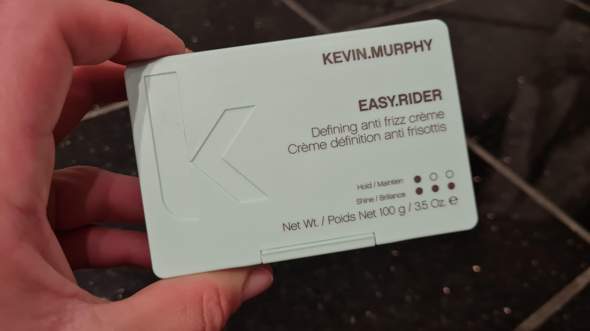 KEVIN.MURPHY
EASY.RIDER
Defining anti frizz crème
Crème définition anti frisottis
Hold / Maintien
Shine / Brillance
Net Wt. / Poids Net 100 g / 3.5 Oz. ℮